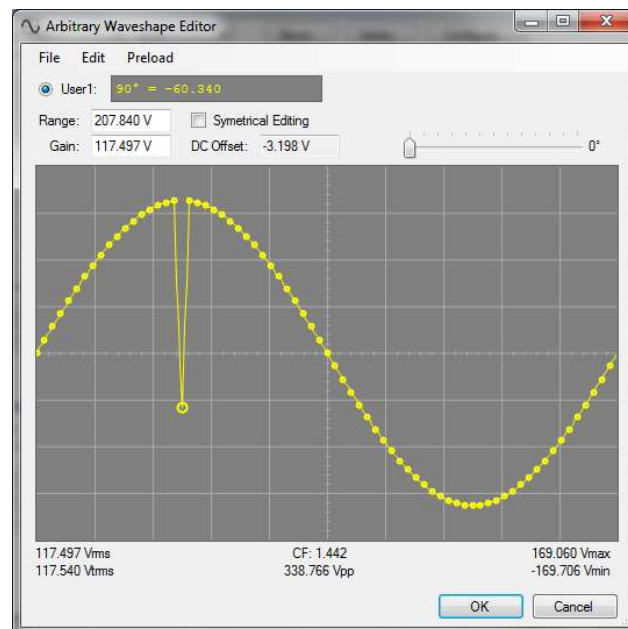 Arbitrary Waveshape Editor
File Edit Preload
User1: 90° = -60.340
Range: 207.840 V Symetrical Editing
Gain: 117.497 V DC Offset: -3.198 V 0°
117.497 Vrms CF: 1.442 169.060 Vmax
117.540 Vtrms 338.766 Vpp -169.706 Vmin
OK Cancel